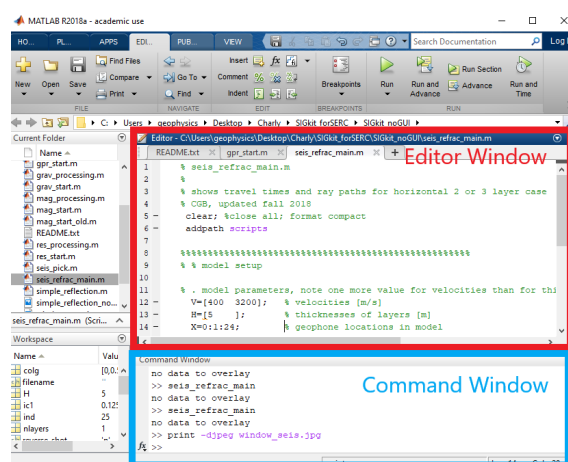 MATLAB R2018a - academic use
HO... PL... APPS EDI... PUB... VIEW Search Documentation Log
New Open Save Find Files Compare Print Go To Find Insert fx Comment Indent Breakpoints Run Run and Advance Run Section Advance Run and Time
FILE NAVIGATE EDIT BREAKPOINTS RUN
C: Users geophysics Desktop Charly SIGkit_forSERC SIGkit_noGUI
Current Folder
Name
gpr_start.m
grav_processing.m
grav_start.m
mag_processing.m
mag_start.m
mag_start_old.m
README.txt
res_processing.m
res_start.m
seis_pick.m
seis_refrac_main.m
simple_reflection.m
simple_reflection_no...
seis_refrac_main.m (Scri...
Workspace
Name Valu
colg [0,0.
filename
H 5
ic1 0.125
ind 25
nlayers 1
Editor - C:\Users\geophysics\Desktop\Charly\SIGkit_forSERC\SIGkit_noGUI\seis_refrac_main.m
README.txt gpr_start.m seis_refrac_main.m +
Editor Window
1 % seis_refrac_main.m
2 %
3 % shows travel times and ray paths for horizontal 2 or 3 layer case
4 % CGB, updated fall 2018
5 - clear; %close all; format compact
6 - addpath scripts
7
8 %%%%%%%%%%%%%%%%%%%%%%%%%%%%%%%%%%%%%%%%%%%%%%%
9 % % model setup
10
11 % . model parameters, note one more value for velocities than for thi
12 - V=[400 3200]; % velocities [m/s]
13 - H=[5 ]; % thicknesses of layers [m]
14 - X=0:1:24; % geophone locations in model
Command Window
Command Window
no data to overlay
>> seis_refrac_main
no data to overlay
>> seis_refrac_main
no data to overlay
>> print -djpeg window_seis.jpg
fx >>